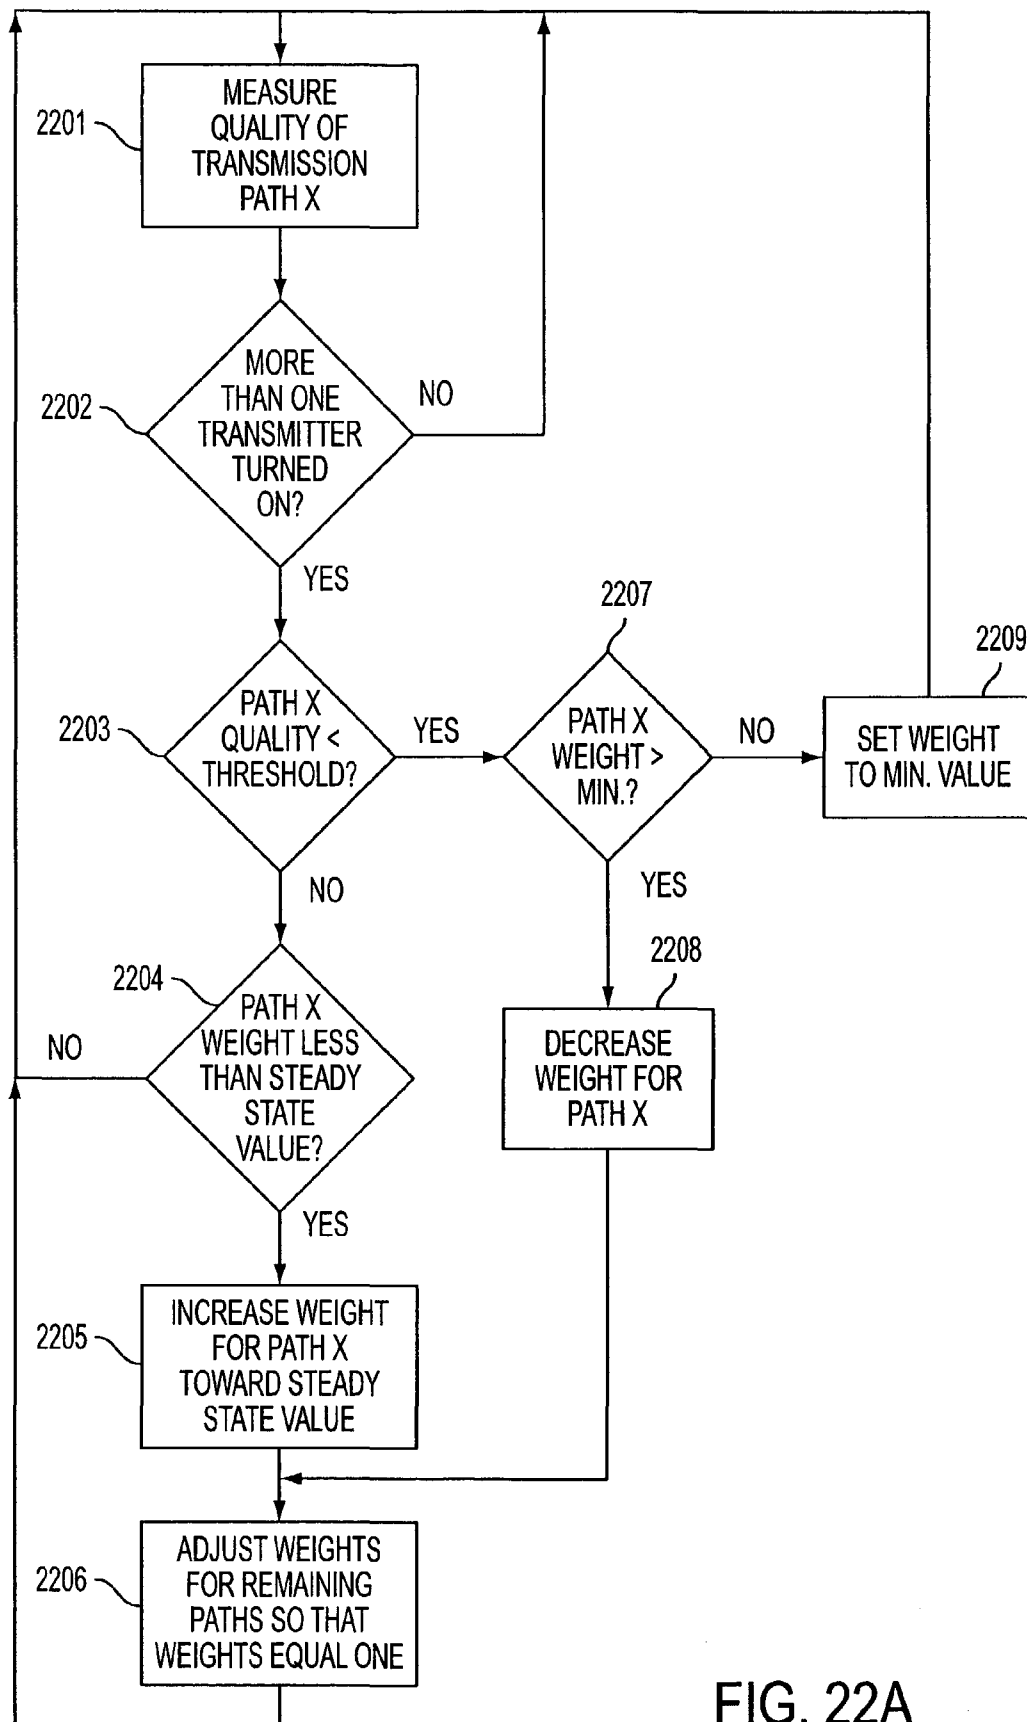 MEASURE
QUALITY OF
TRANSMISSION
PATH X
2201
MORE
THAN ONE
TRANSMITTER
TURNED
ON?
2202
NO
YES
PATH X
QUALITY <
THRESHOLD?
2203
YES
NO
2207
PATH X
WEIGHT >
MIN.?
NO
YES
2209
SET WEIGHT
TO MIN. VALUE
2204
PATH X
WEIGHT LESS
THAN STEADY
STATE
VALUE?
NO
YES
2208
DECREASE
WEIGHT FOR
PATH X
2205
INCREASE WEIGHT
FOR PATH X
TOWARD STEADY
STATE VALUE
2206
ADJUST WEIGHTS
FOR REMAINING
PATHS SO THAT
WEIGHTS EQUAL ONE
FIG. 22A